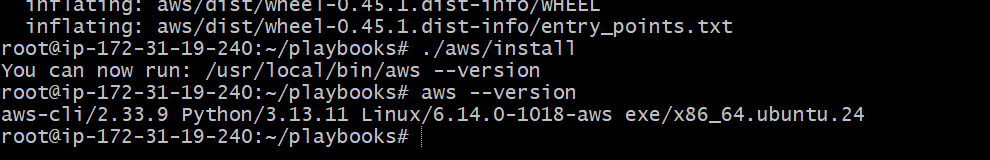 inflating: aws/dist/wheel-0.45.1.dist-info/WHEEL
inflating: aws/dist/wheel-0.45.1.dist-info/entry_points.txt
root@ip-172-31-19-240:~/playbooks# ./aws/install
You can now run: /usr/local/bin/aws --version
root@ip-172-31-19-240:~/playbooks# aws --version
aws-cli/2.33.9 Python/3.13.11 Linux/6.14.0-1018-aws exe/x86_64.ubuntu.24
root@ip-172-31-19-240:~/playbooks#